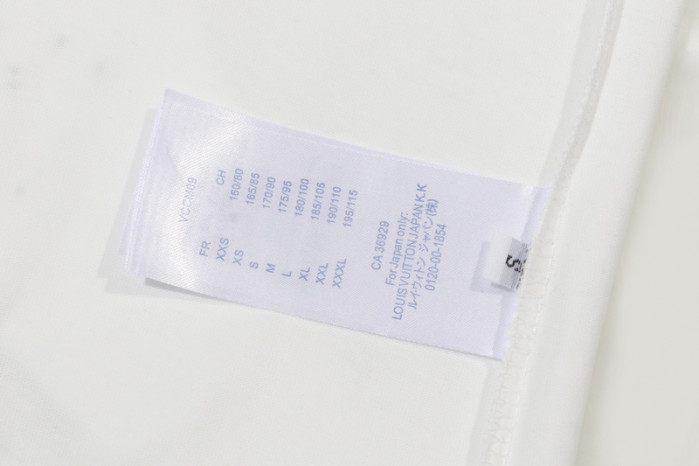 VCCM09
FR CH
XXS 160/80
XS 165/85
S 170/90
M 175/95
L 180/100
XL 185/105
XXL 190/110
XXXL 195/115
CA 36929
For Japan only:
LOUIS VUITTON JAPAN K.K
ルイ・ヴィトン ジャパン(株)
0120-00-1854
S